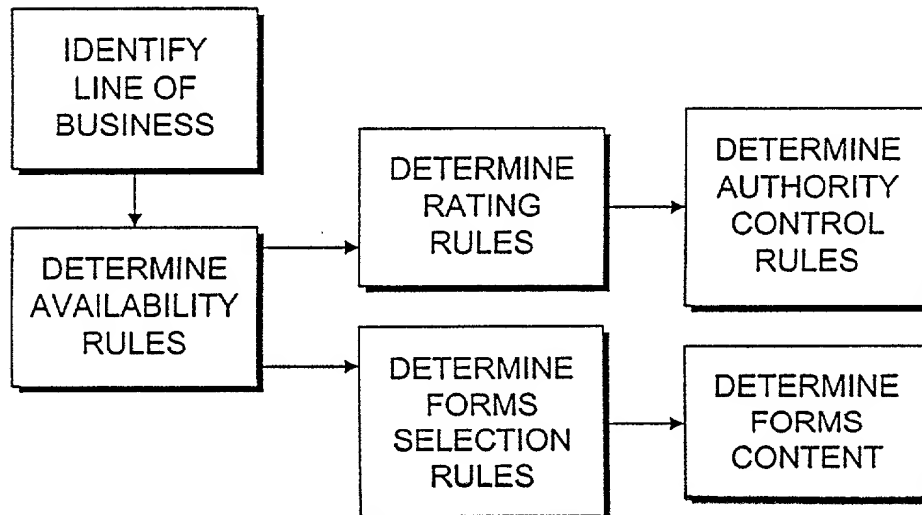 IDENTIFY
LINE OF
BUSINESS
DETERMINE
AVAILABILITY
RULES
DETERMINE
RATING
RULES
DETERMINE
AUTHORITY
CONTROL
RULES
DETERMINE
FORMS
SELECTION
RULES
DETERMINE
FORMS
CONTENT